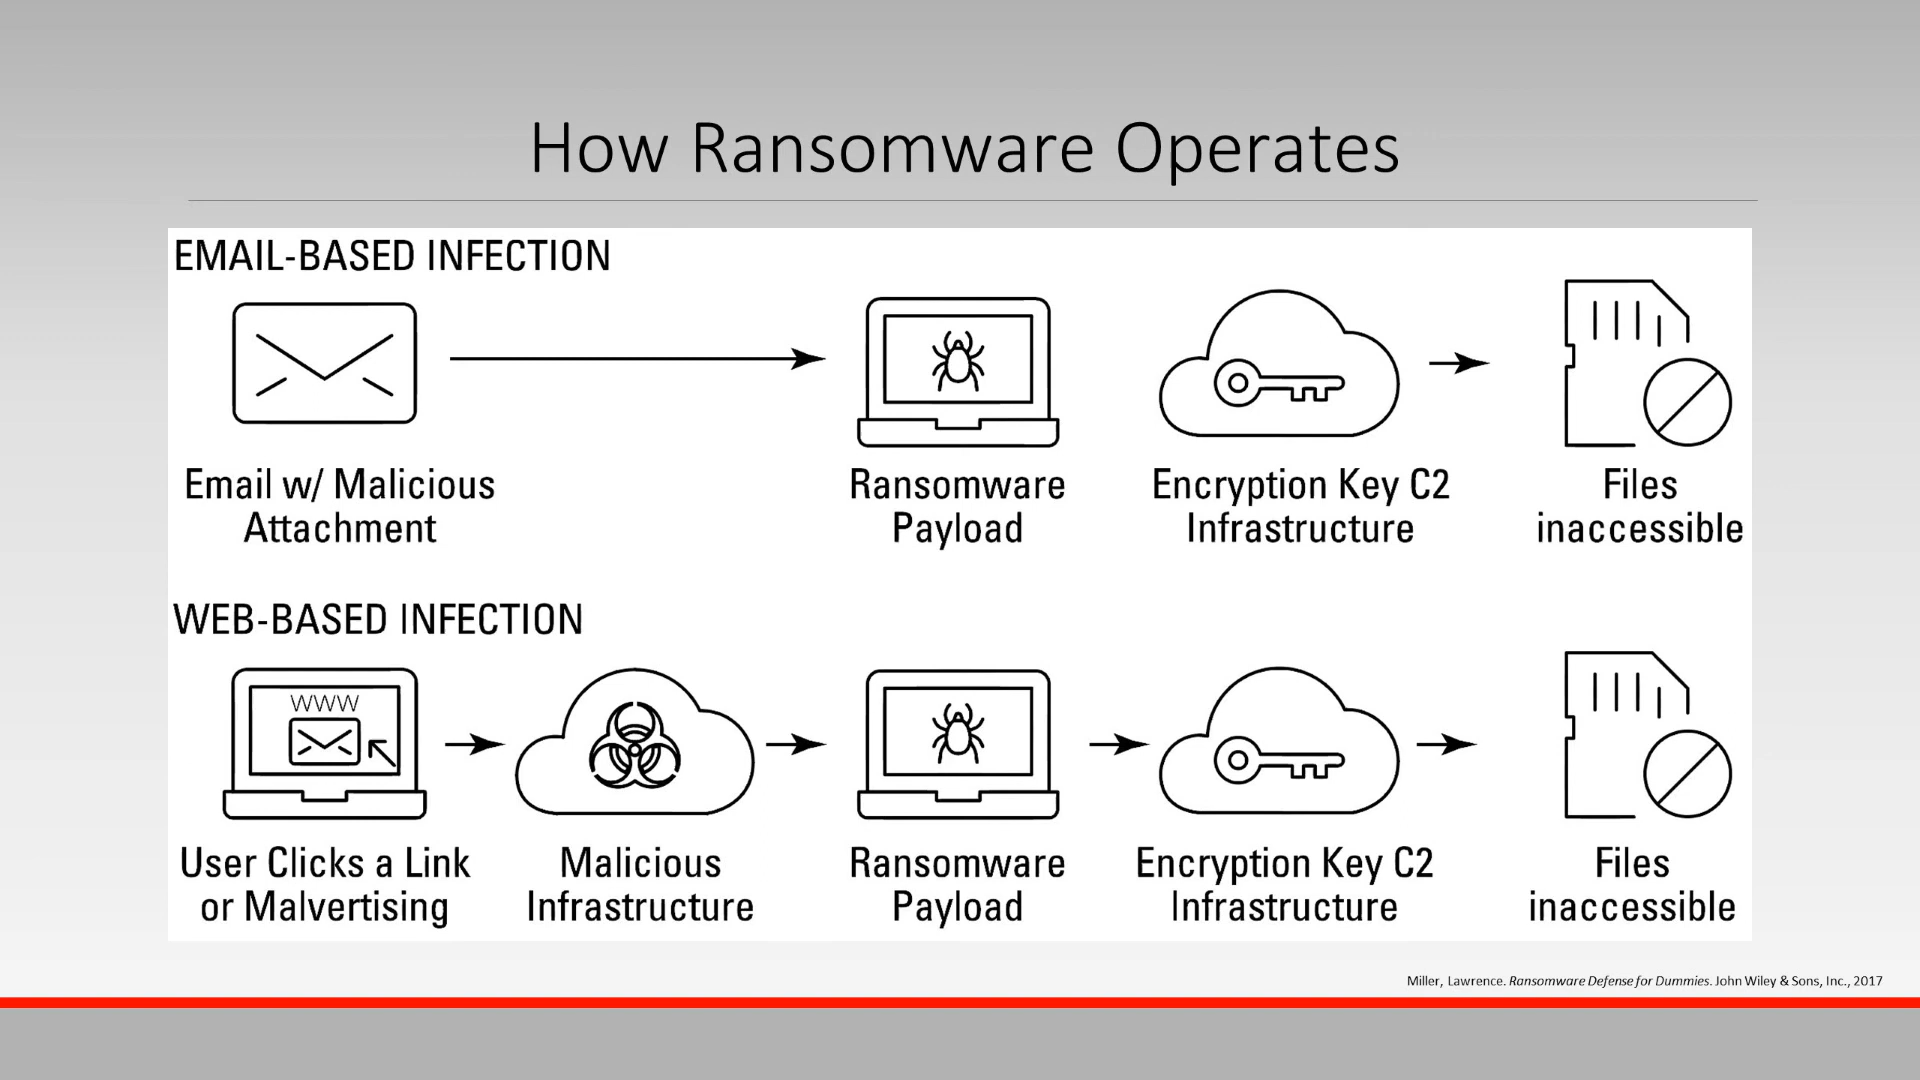 How Ransomware Operates
EMAIL-BASED INFECTION
Email w/ Malicious
Attachment
Ransomware
Payload
Encryption Key C2
Infrastructure
Files
inaccessible
WEB-BASED INFECTION
WWW
User Clicks a Link
or Malvertising
Malicious
Infrastructure
Ransomware
Payload
Encryption Key C2
Infrastructure
Files
inaccessible
Miller, Lawrence. Ransomware Defense for Dummies. John Wiley & Sons, Inc., 2017